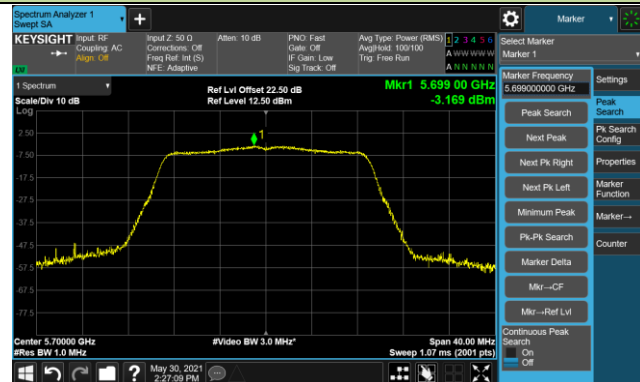 Spectrum Analyzer 1
Swept SA
+
Marker
KEYSIGHT
Input: RF
Coupling: AC
Align: Off
Input Z: 50 Ω
Corrections: Off
Freq Ref: Int (S)
NFE: Adaptive
Atten: 10 dB
PNO: Fast
Gate: Off
IF Gain: Low
Sig Track: Off
Avg Type: Power (RMS)
Avg|Hold: 100/100
Trig: Free Run
1 2 3 4 5 6
A W W W W W
A N N N N N
LW
Select Marker
Marker 1
1 Spectrum
Scale/Div 10 dB
Log
Ref Lvl Offset 22.50 dB
Ref Level 12.50 dBm
Mkr1 5.699 00 GHz
-3.169 dBm
1
2.50
-7.50
-17.5
-27.5
-37.5
-47.5
-57.5
-67.5
-77.5
Center 5.70000 GHz
#Res BW 1.0 MHz
#Video BW 3.0 MHz*
Span 40.00 MHz
Sweep 1.07 ms (2001 pts)
Marker Frequency
5.699000000 GHz
Peak Search
Next Peak
Next Pk Right
Next Pk Left
Minimum Peak
Pk-Pk Search
Marker Delta
Mkr→CF
Mkr→Ref Lvl
Continuous Peak
Search
On
Off
Settings
Peak
Search
Pk Search
Config
Properties
Marker
Function
Marker→
Counter
?
May 30, 2021
2:27:09 PM